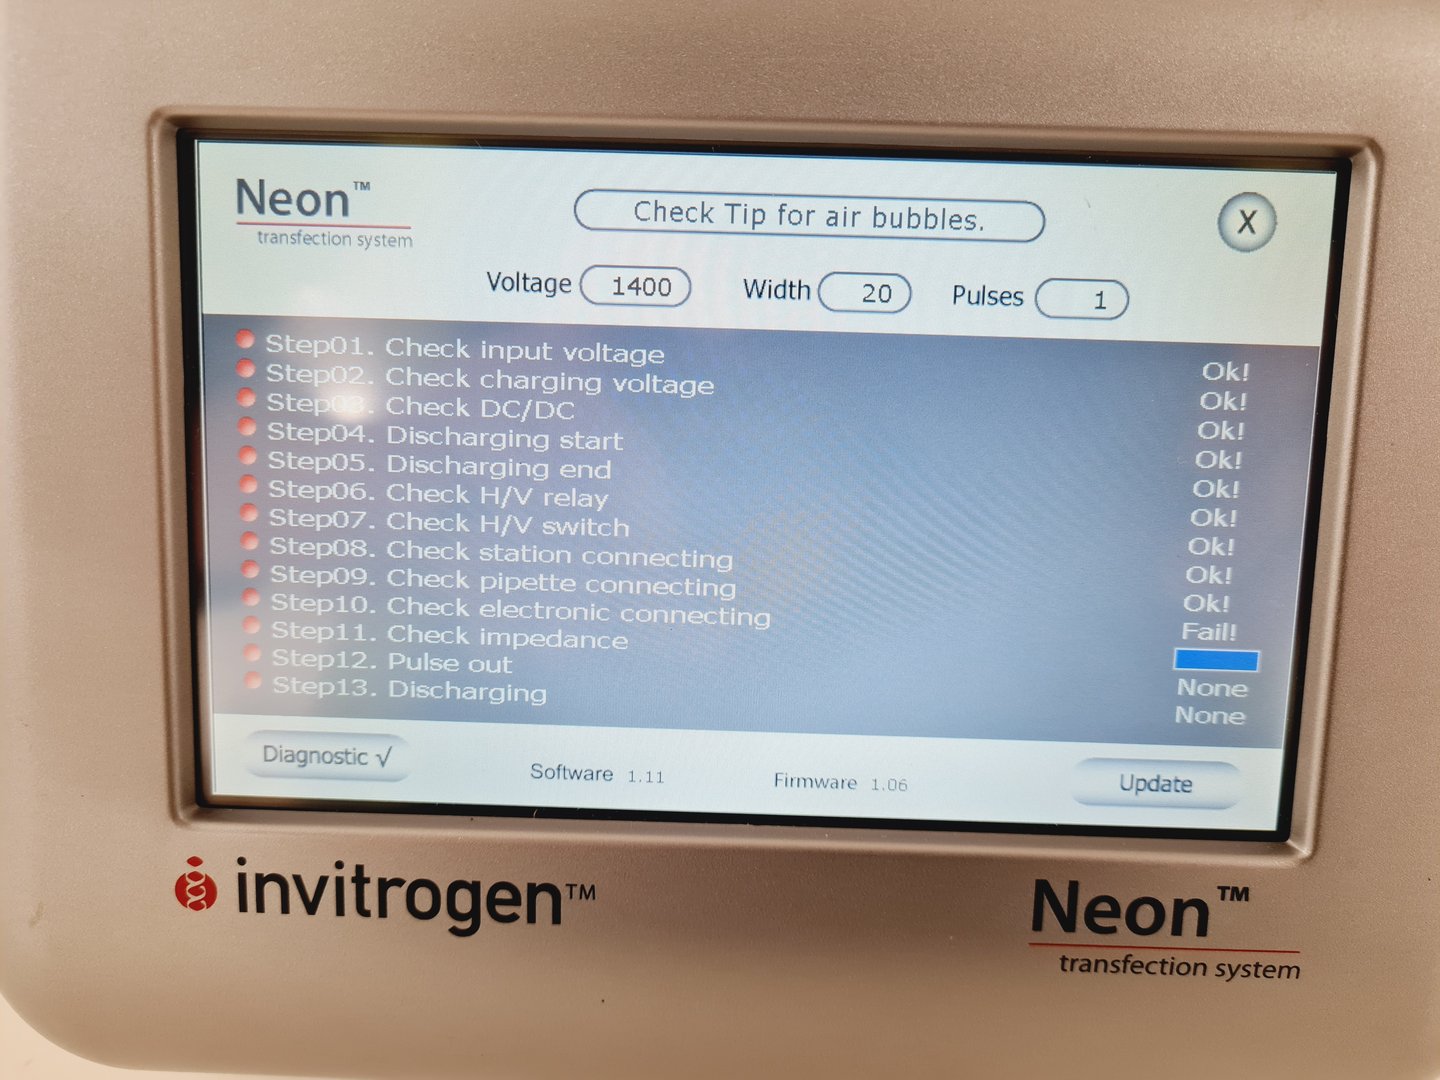 Neon™
transfection system
Check Tip for air bubbles.
X
Voltage 1400 Width 20 Pulses 1
Step01. Check input voltage Ok!
Step02. Check charging voltage Ok!
Step03. Check DC/DC Ok!
Step04. Discharging start Ok!
Step05. Discharging end Ok!
Step06. Check H/V relay Ok!
Step07. Check H/V switch Ok!
Step08. Check station connecting Ok!
Step09. Check pipette connecting Ok!
Step10. Check electronic connecting Fail!
Step11. Check impedance
Step12. Pulse out None
Step13. Discharging None
Diagnostic √ Software 1.11 Firmware 1.06 Update
invitrogen™
Neon™
transfection system